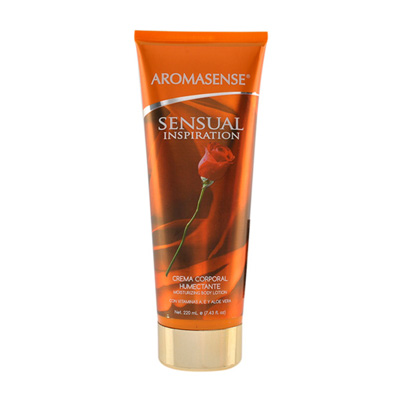 AROMASENSE®
SENSUAL
INSPIRATION
CREMA CORPORAL
HUMECTANTE
MOISTURIZING BODY LOTION
CON VITAMINAS A, E Y ALOE VERA
Net. 220 mL e (7.43 fl. oz)